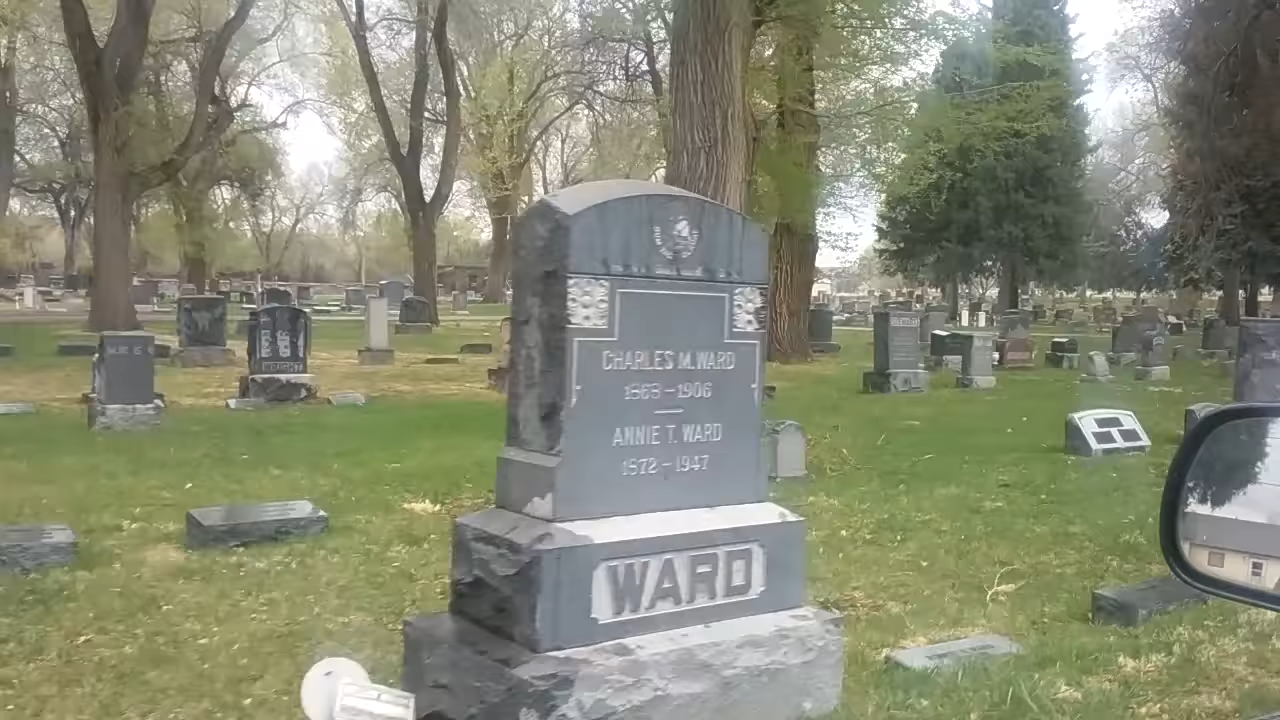 CHARLES M. WARD
1868-1906
ANNIE T. WARD
1872-1947
WARD